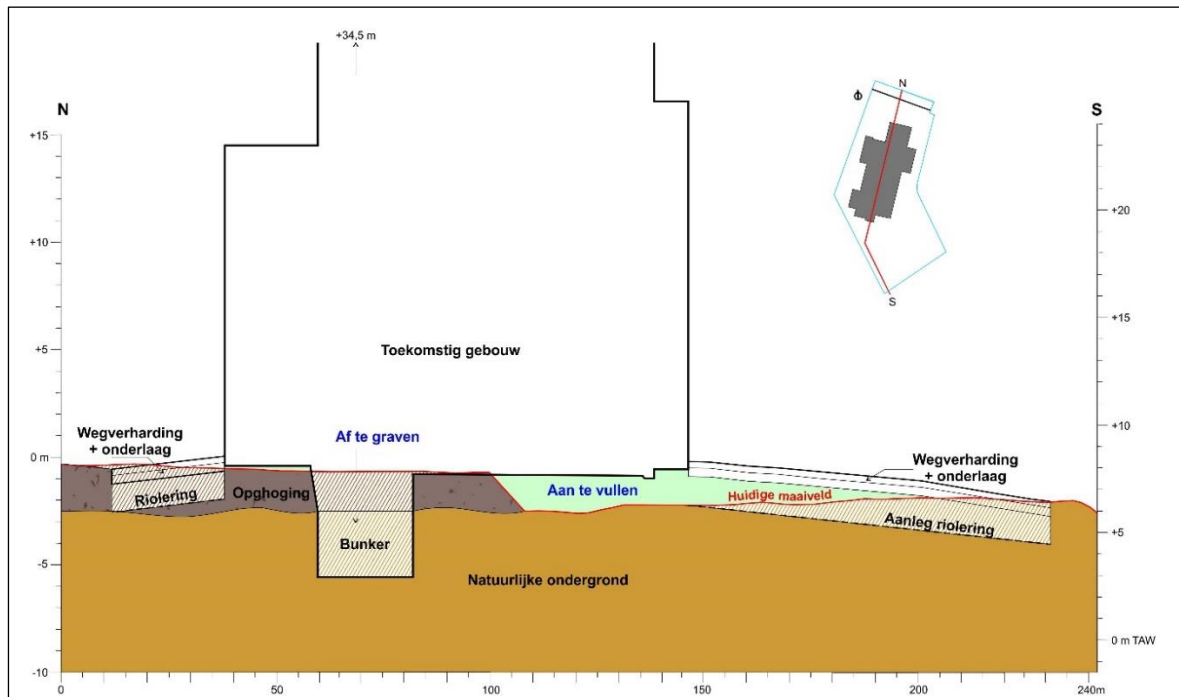 +34,5 m
N
S
N
S
+15
+10
+5
0 m
-5
-10
+20
+15
+10
+5
0 m TAW
Toekomstig gebouw
Wegverharding
+ onderlaag
Af te graven
Wegverharding
+ onderlaag
Riolering
Opghoging
Aan te vullen
Huidige maaiveld
Aanleg riolering
Bunker
Natuurlijke ondergrond
0
50
100
150
200
240m